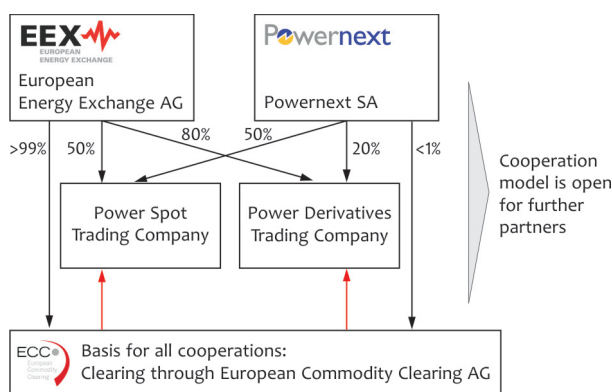 EEX
EUROPEAN
ENERGY EXCHANGE
European
Energy Exchange AG
Powernext
Powernext SA
>99%
50%
80%
50%
20%
<1%
Power Spot
Trading Company
Power Derivatives
Trading Company
Cooperation
model is open
for further
partners
ECC
European
Commodity
Clearing
Basis for all cooperations:
Clearing through European Commodity Clearing AG